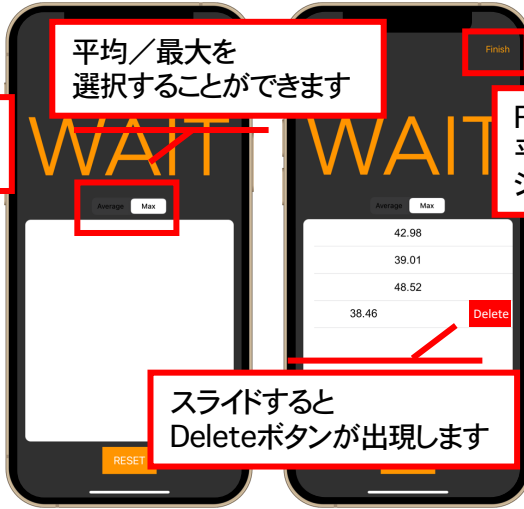 平均／最大を
選択することができます
WAIT
Average Max
RESET
Finish
WAIT
Average Max
42.98
39.01
48.52
38.46 Delete
スライドすると
Deleteボタンが出現します